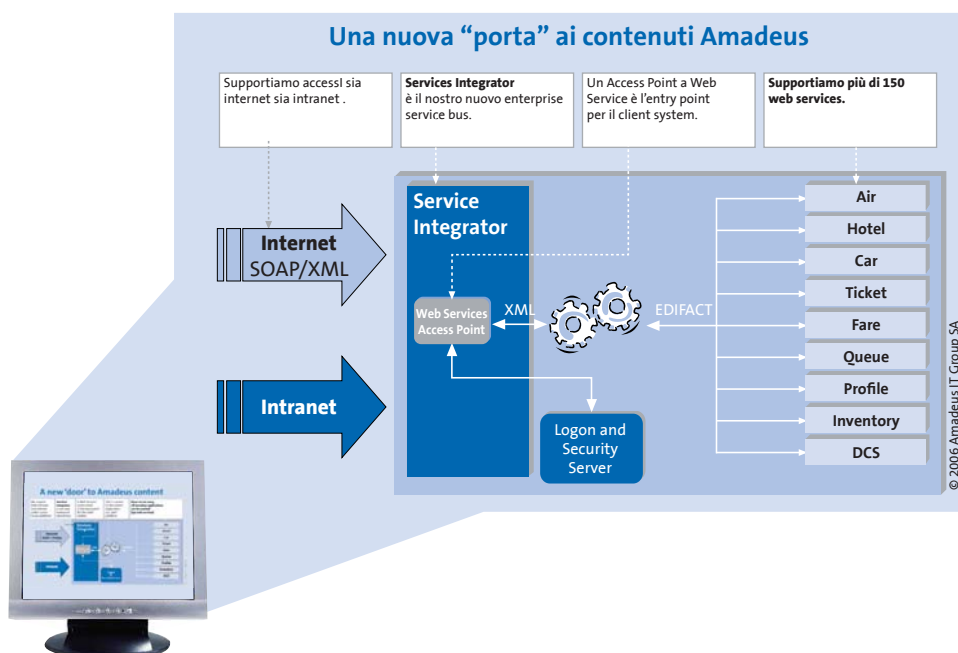 Una nuova “porta” ai contenuti Amadeus
Supportiamo accessI sia
internet sia intranet .
Services Integrator
è il nostro nuovo enterprise
service bus.
Un Access Point a Web
Service è l’entry point
per il client system.
Supportiamo più di 150
web services.
Service
Integrator
Internet
SOAP/XML
Web Services
Access Point
XML
EDIFACT
Intranet
Logon and
Security
Server
Air
Hotel
Car
Ticket
Fare
Queue
Profile
Inventory
DCS
© 2006 Amadeus IT Group SA
A new ‘door’ to Amadeus content